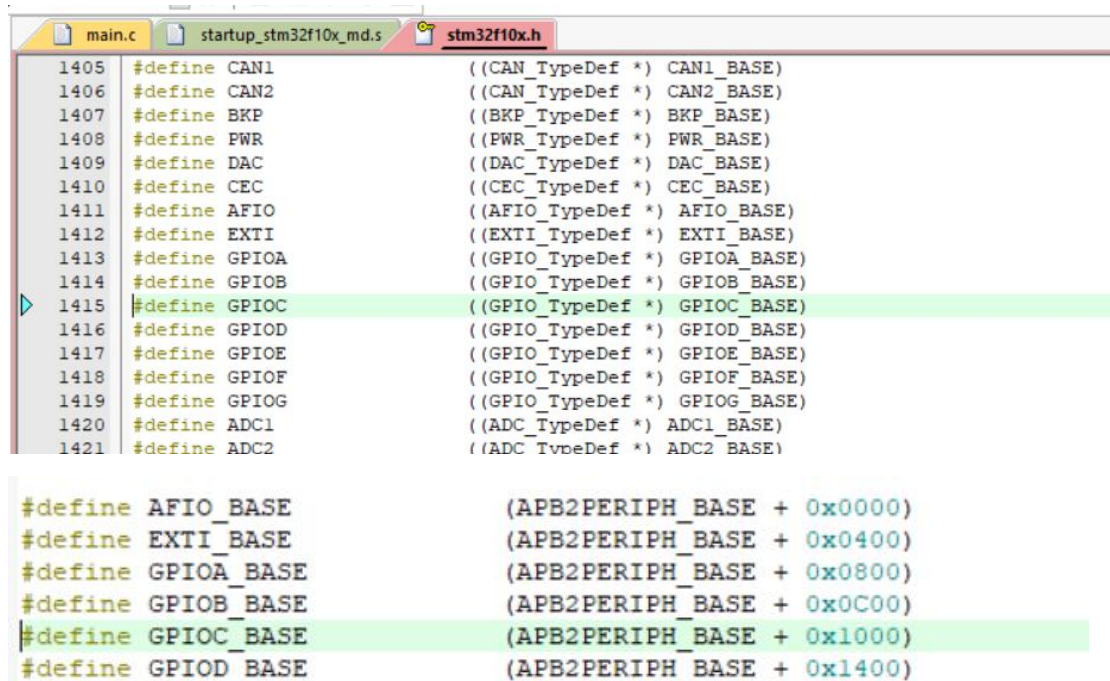 main.c startup_stm32f10x_md.s stm32f10x.h
1405 #define CAN1 ((CAN_TypeDef *) CAN1_BASE)
1406 #define CAN2 ((CAN_TypeDef *) CAN2_BASE)
1407 #define BKP ((BKP_TypeDef *) BKP_BASE)
1408 #define PWR ((PWR_TypeDef *) PWR_BASE)
1409 #define DAC ((DAC_TypeDef *) DAC_BASE)
1410 #define CEC ((CEC_TypeDef *) CEC_BASE)
1411 #define AFIO ((AFIO_TypeDef *) AFIO_BASE)
1412 #define EXTI ((EXTI_TypeDef *) EXTI_BASE)
1413 #define GPIOA ((GPIO_TypeDef *) GPIOA_BASE)
1414 #define GPIOB ((GPIO_TypeDef *) GPIOB_BASE)
1415 #define GPIOC ((GPIO_TypeDef *) GPIOC_BASE)
1416 #define GPIOD ((GPIO_TypeDef *) GPIOD_BASE)
1417 #define GPIOE ((GPIO_TypeDef *) GPIOE_BASE)
1418 #define GPIOF ((GPIO_TypeDef *) GPIOF_BASE)
1419 #define GPIOG ((GPIO_TypeDef *) GPIOG_BASE)
1420 #define ADC1 ((ADC_TypeDef *) ADC1_BASE)
1421 #define ADC2 ((ADC_TypeDef *) ADC2_BASE)
#define AFIO_BASE (APB2PERIPH_BASE + 0x0000)
#define EXTI_BASE (APB2PERIPH_BASE + 0x0400)
#define GPIOA_BASE (APB2PERIPH_BASE + 0x0800)
#define GPIOB_BASE (APB2PERIPH_BASE + 0x0C00)
#define GPIOC_BASE (APB2PERIPH_BASE + 0x1000)
#define GPIOD_BASE (APB2PERIPH_BASE + 0x1400)